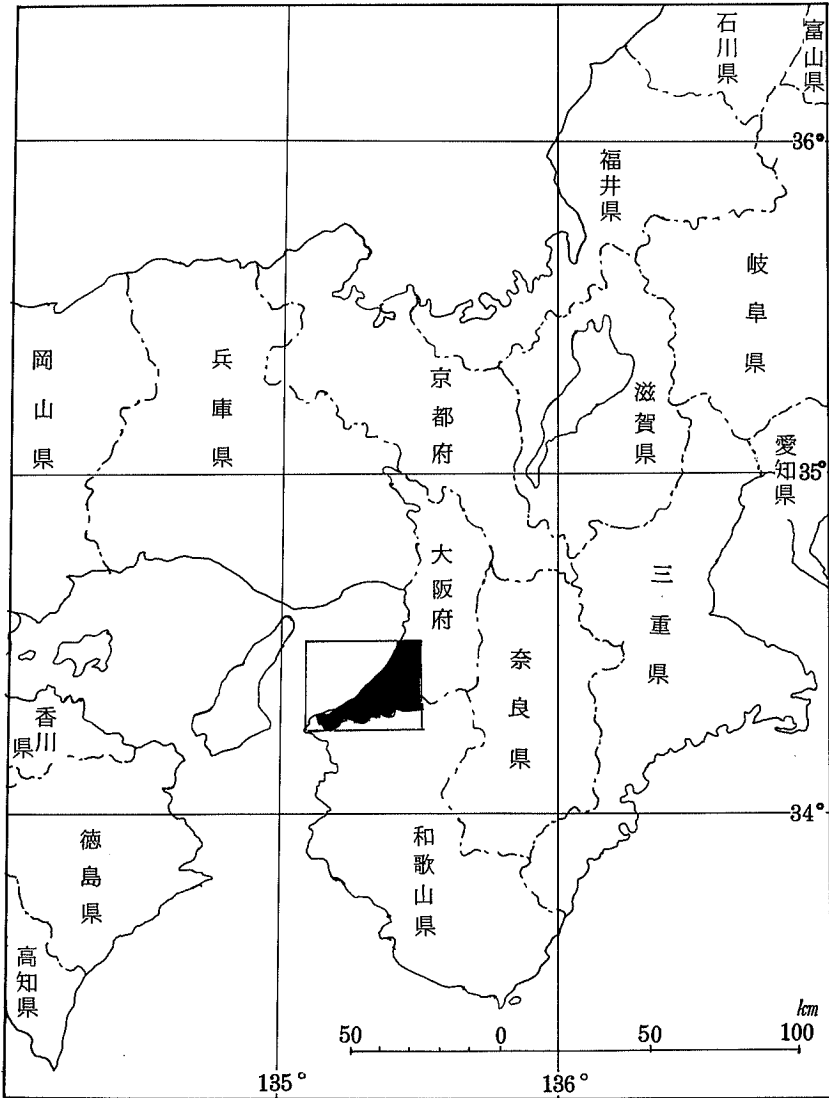 石川県
富山県
36°
福井県
岐阜県
岡山県
兵庫県
京都府
滋賀県
愛知県
35°
大阪府
三重県
奈良県
香川
県
34°
徳島県
和歌山県
高知県
km
50 0 50 100
135° 136°